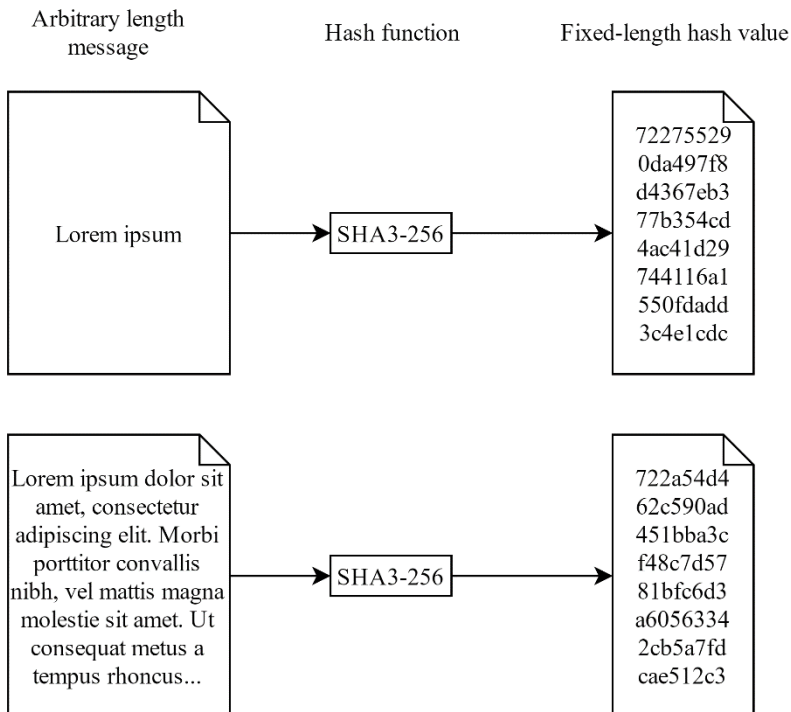 Arbitrary length
message
Hash function
Fixed-length hash value
Lorem ipsum
SHA3-256
72275529
0da497f8
d4367eb3
77b354cd
4ac41d29
744116a1
550fdadd
3c4e1cdc
Lorem ipsum dolor sit
amet, consectetur
adipiscing elit. Morbi
porttitor convallis
nibh, vel mattis magna
molestie sit amet. Ut
consequat metus a
tempus rhoncus...
SHA3-256
722a54d4
62c590ad
451bba3c
f48c7d57
81bfc6d3
a6056334
2cb5a7fd
cae512c3